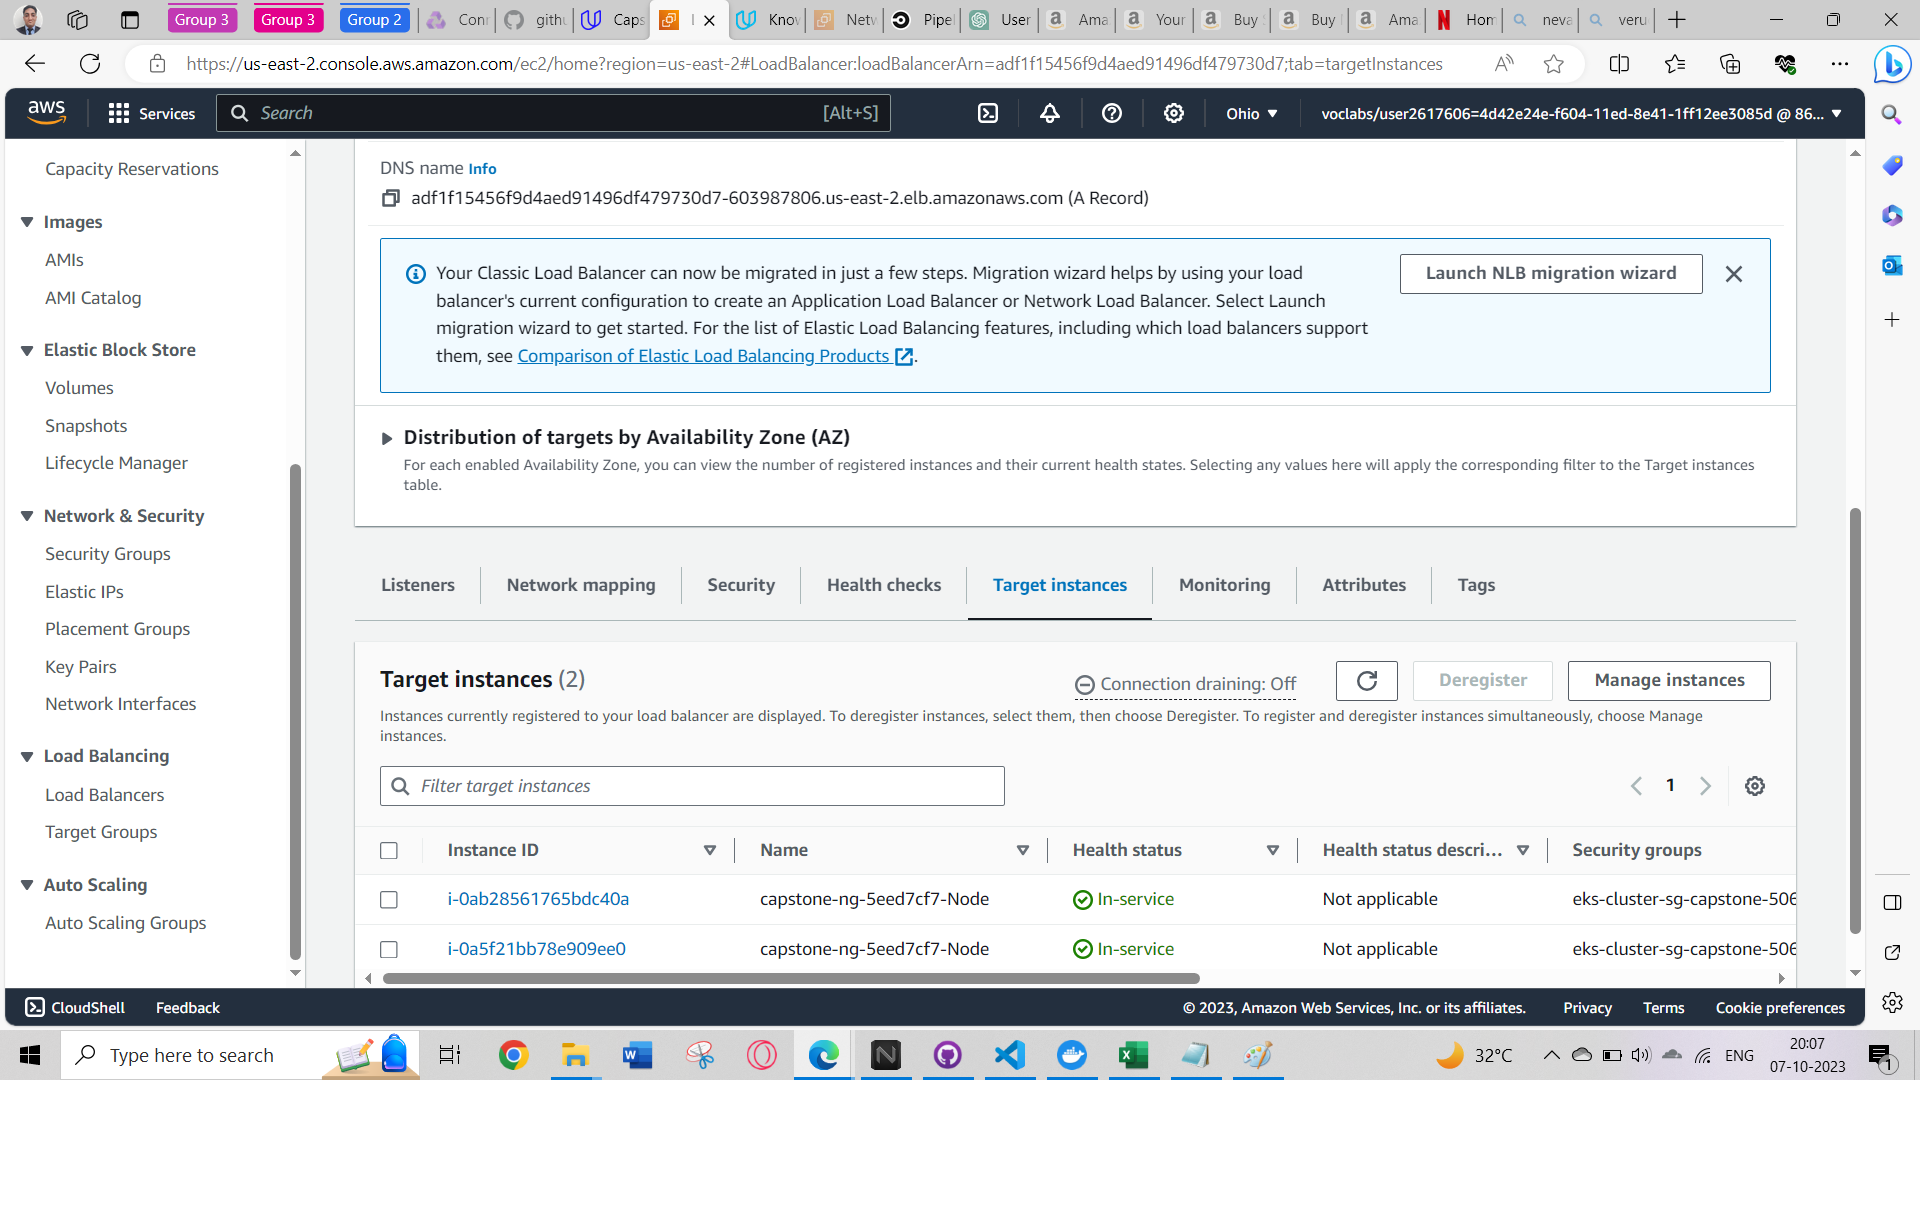 Group 3
Group 3
Group 2
Conr
githu
Caps
Knov
Netw
Pipel
User
Ama
Your
Buy
Buy
Ama
Hom
neva
veru
https://us-east-2.console.aws.amazon.com/ec2/home?region=us-east-2#LoadBalancer:loadBalancerArn=adf1f15456f9d4aed91496df479730d7;tab=targetInstances
aws
Services
Search
[Alt+S]
Ohio
voclabs/user2617606=4d42e24e-f604-11ed-8e41-1ff12ee3085d @ 86...
Capacity Reservations
Images
AMIs
AMI Catalog
Elastic Block Store
Volumes
Snapshots
Lifecycle Manager
Network & Security
Security Groups
Elastic IPs
Placement Groups
Key Pairs
Network Interfaces
Load Balancing
Load Balancers
Target Groups
Auto Scaling
Auto Scaling Groups
DNS name Info
adf1f15456f9d4aed91496df479730d7-603987806.us-east-2.elb.amazonaws.com (A Record)
Your Classic Load Balancer can now be migrated in just a few steps. Migration wizard helps by using your load
balancer's current configuration to create an Application Load Balancer or Network Load Balancer. Select Launch
migration wizard to get started. For the list of Elastic Load Balancing features, including which load balancers support
them, see Comparison of Elastic Load Balancing Products.
Launch NLB migration wizard
Distribution of targets by Availability Zone (AZ)
For each enabled Availability Zone, you can view the number of registered instances and their current health states. Selecting any values here will apply the corresponding filter to the Target instances
table.
Listeners
Network mapping
Security
Health checks
Target instances
Monitoring
Attributes
Tags
Target instances (2)
Connection draining: Off
Deregister
Manage instances
Instances currently registered to your load balancer are displayed. To deregister instances, select them, then choose Deregister. To register and deregister instances simultaneously, choose Manage
instances.
Filter target instances
1
Instance ID
Name
Health status
Health status descri...
Security groups
i-0ab28561765bdc40a
capstone-ng-5eed7cf7-Node
In-service
Not applicable
eks-cluster-sg-capstone-506
i-0a5f21bb78e909ee0
capstone-ng-5eed7cf7-Node
In-service
Not applicable
eks-cluster-sg-capstone-506
CloudShell
Feedback
© 2023, Amazon Web Services, Inc. or its affiliates.
Privacy
Terms
Cookie preferences
Type here to search
32°C
ENG
20:07
07-10-2023
1